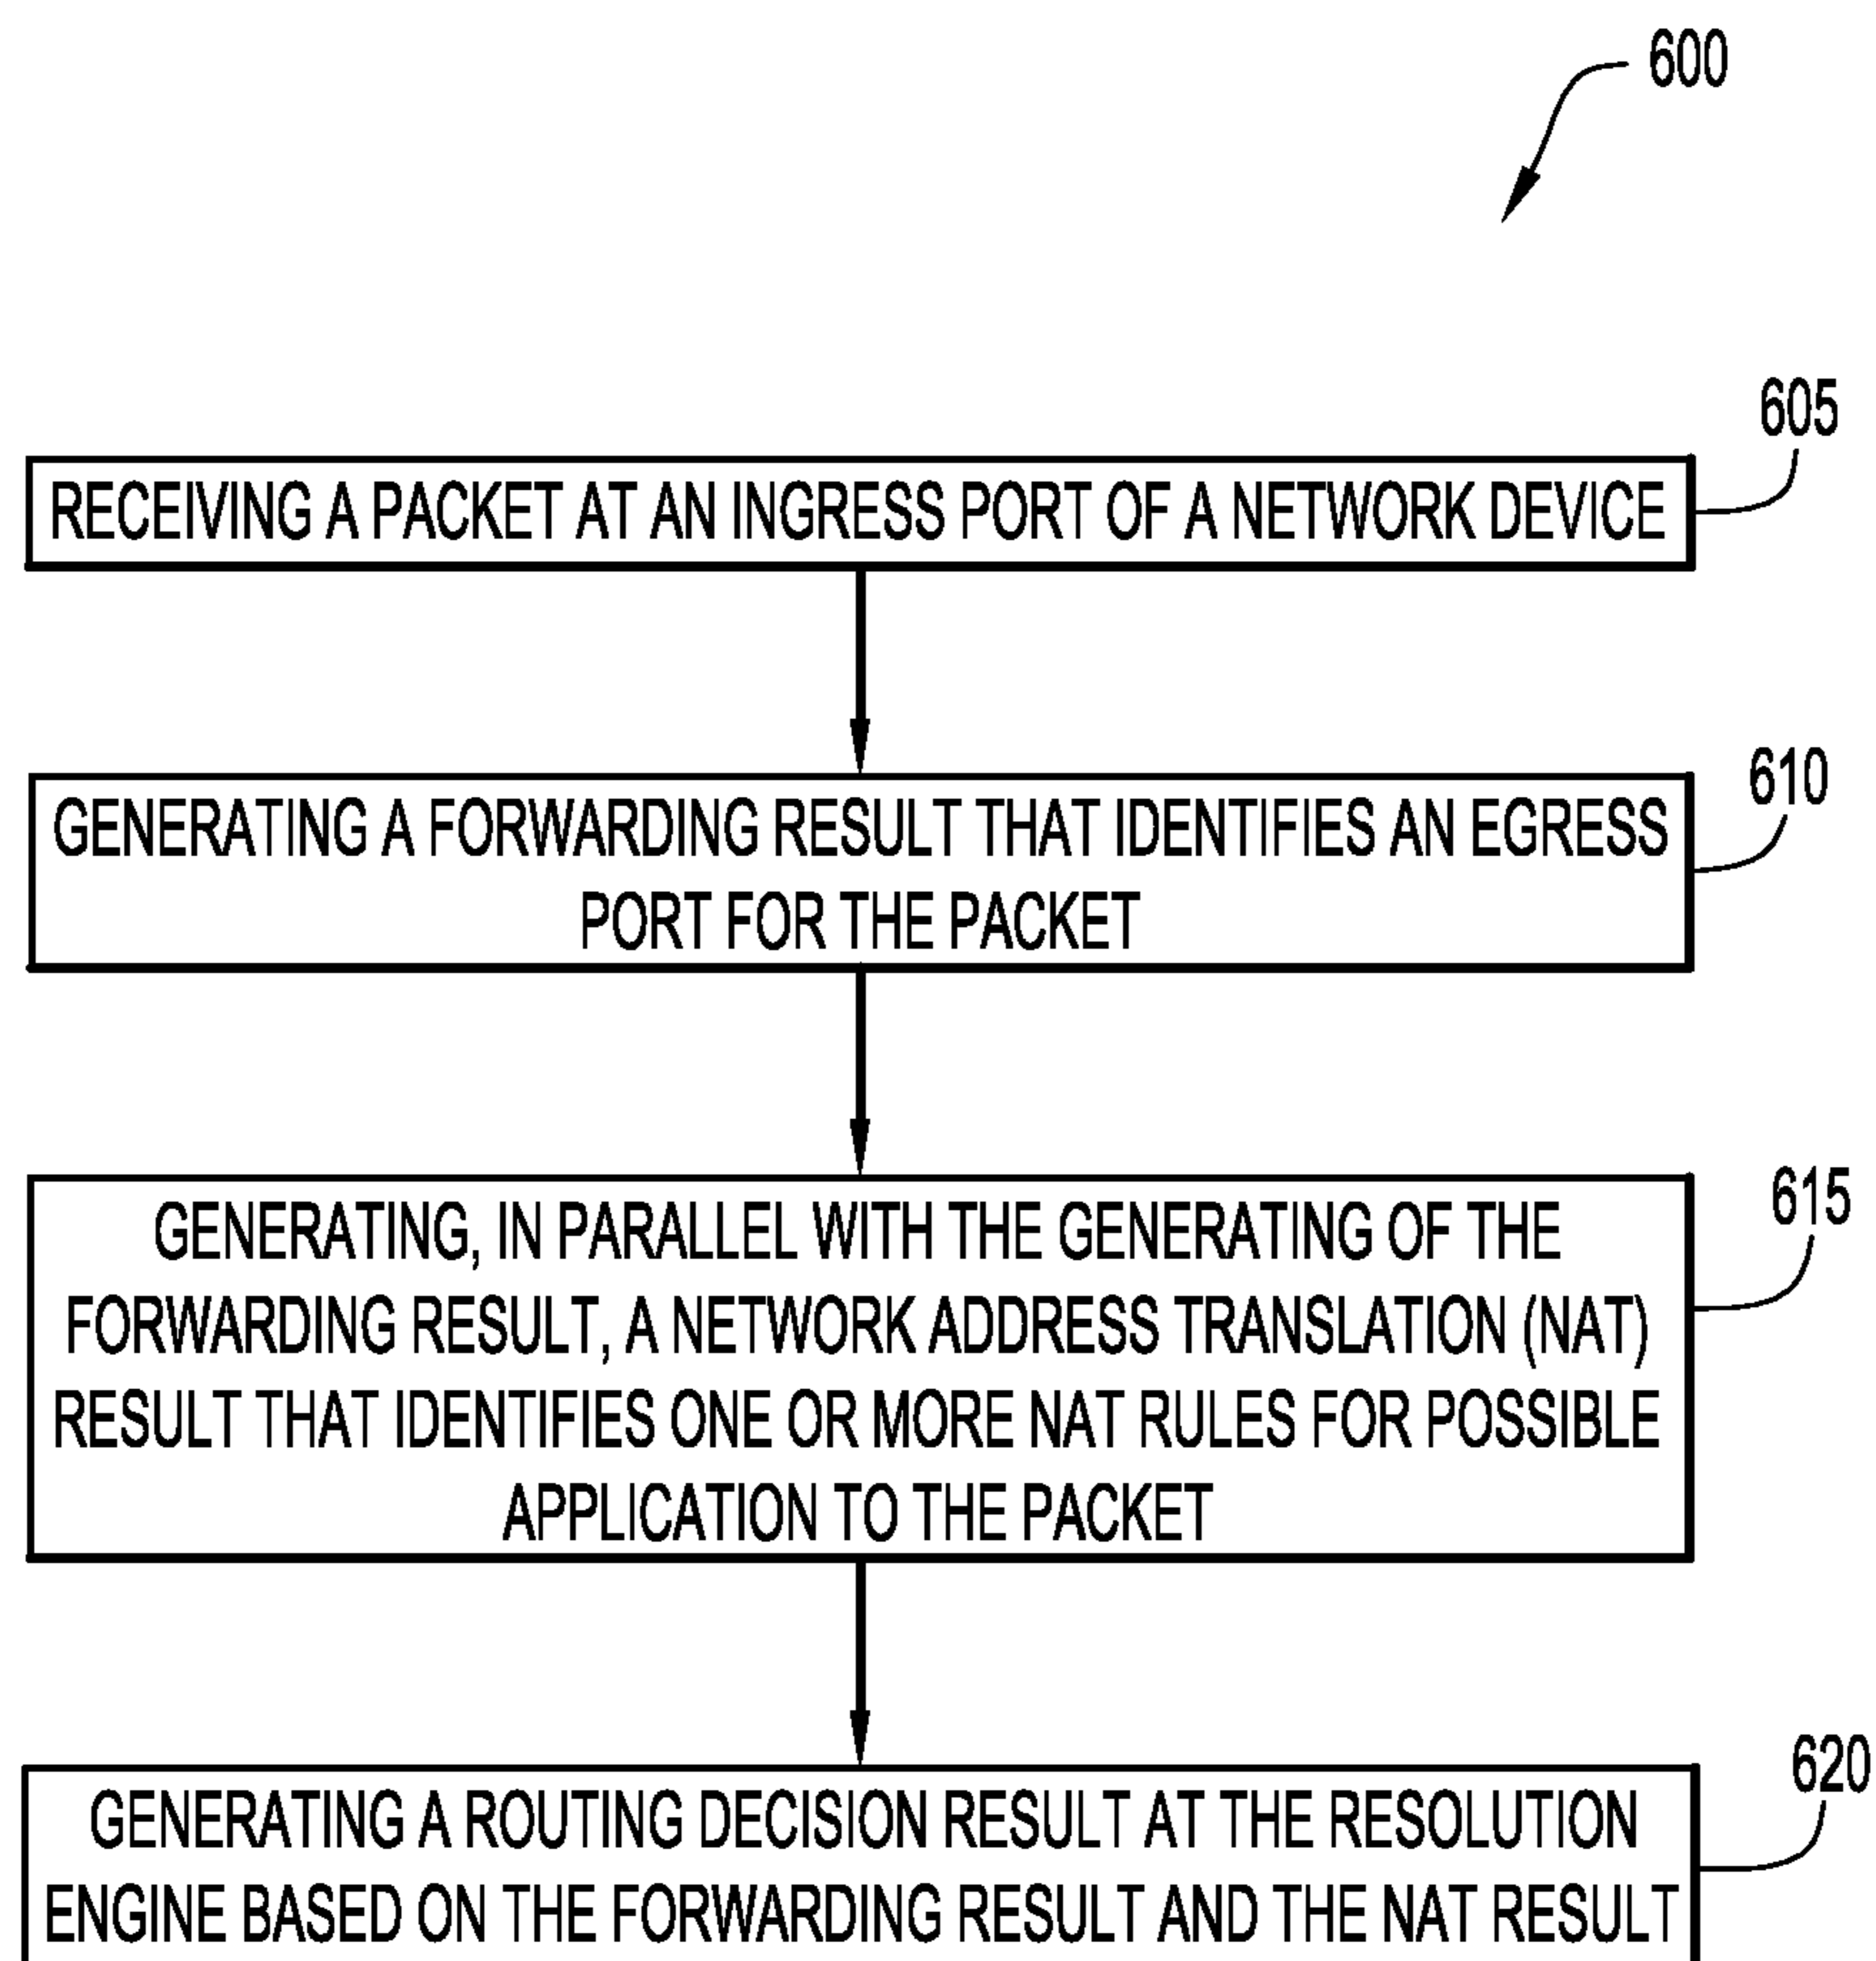 600
605
RECEIVING A PACKET AT AN INGRESS PORT OF A NETWORK DEVICE
610
GENERATING A FORWARDING RESULT THAT IDENTIFIES AN EGRESS
PORT FOR THE PACKET
615
GENERATING, IN PARALLEL WITH THE GENERATING OF THE
FORWARDING RESULT, A NETWORK ADDRESS TRANSLATION (NAT)
RESULT THAT IDENTIFIES ONE OR MORE NAT RULES FOR POSSIBLE
APPLICATION TO THE PACKET
620
GENERATING A ROUTING DECISION RESULT AT THE RESOLUTION
ENGINE BASED ON THE FORWARDING RESULT AND THE NAT RESULT